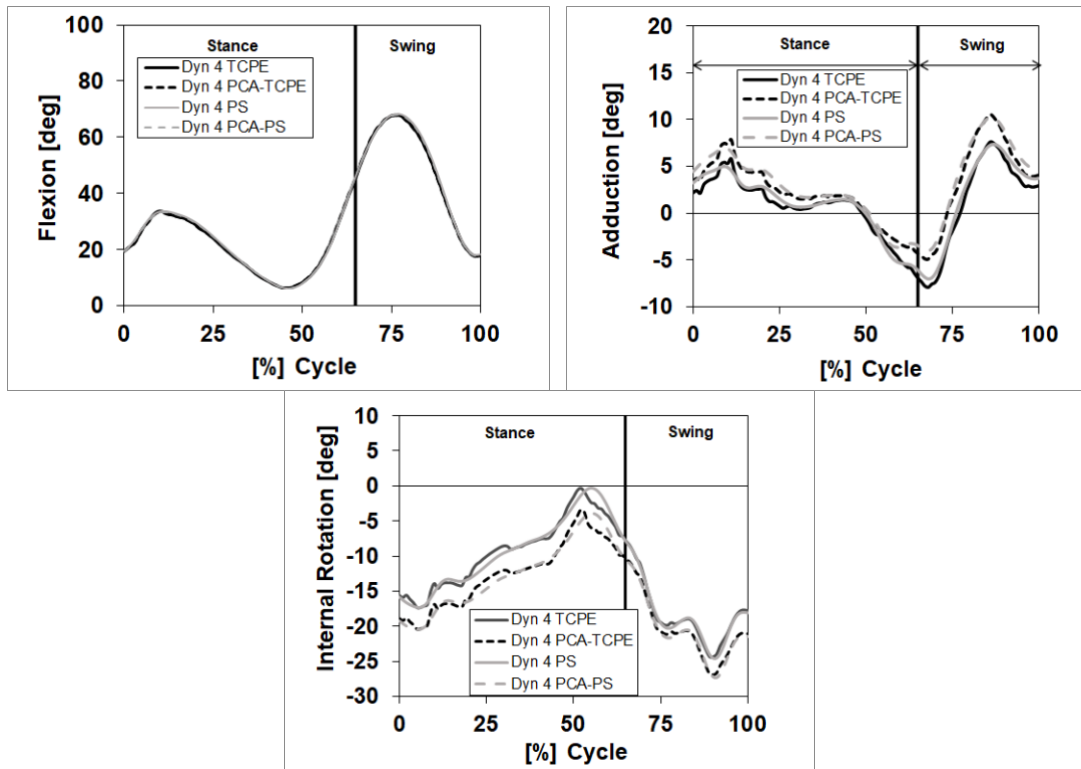 Flexion [deg]
100
80
60
40
20
0
Stance
Swing
Dyn 4 TCPE
Dyn 4 PCA-TCPE
Dyn 4 PS
Dyn 4 PCA-PS
0 25 50 75 100
[%] Cycle
Adduction [deg]
20
15
10
5
0
-5
-10
Stance
Swing
Dyn 4 TCPE
Dyn 4 PCA-TCPE
Dyn 4 PS
Dyn 4 PCA-PS
0 25 50 75 100
[%] Cycle
Internal Rotation [deg]
10
5
0
-5
-10
-15
-20
-25
-30
Stance
Swing
Dyn 4 TCPE
Dyn 4 PCA-TCPE
Dyn 4 PS
Dyn 4 PCA-PS
0 25 50 75 100
[%] Cycle